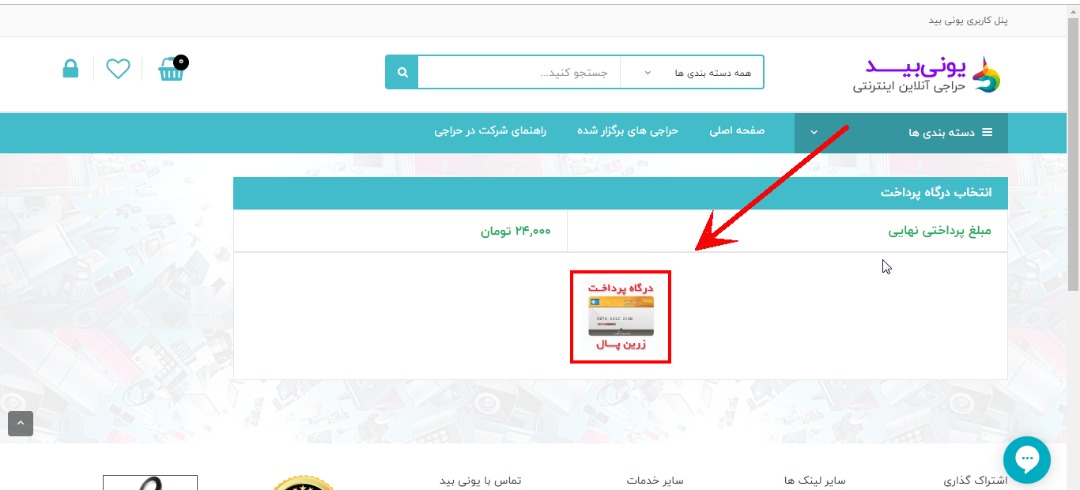 پنل کاربری یونی بید
یونی‌بیـــــد
حراجی آنلاین اینترنتی
همه دسته بندی ها
جستجو کنید...
۰
دسته بندی ها
صفحه اصلی
حراجی های برگزار شده
راهنمای شرکت در حراجی
انتخاب درگاه پرداخت
مبلغ پرداختی نهایی
۲۴,۰۰۰ تومان
درگاه پرداخـت
زرین پـــال
اشتراک گذاری
سایر لینک ها
سایر خدمات
تماس با یونی بید